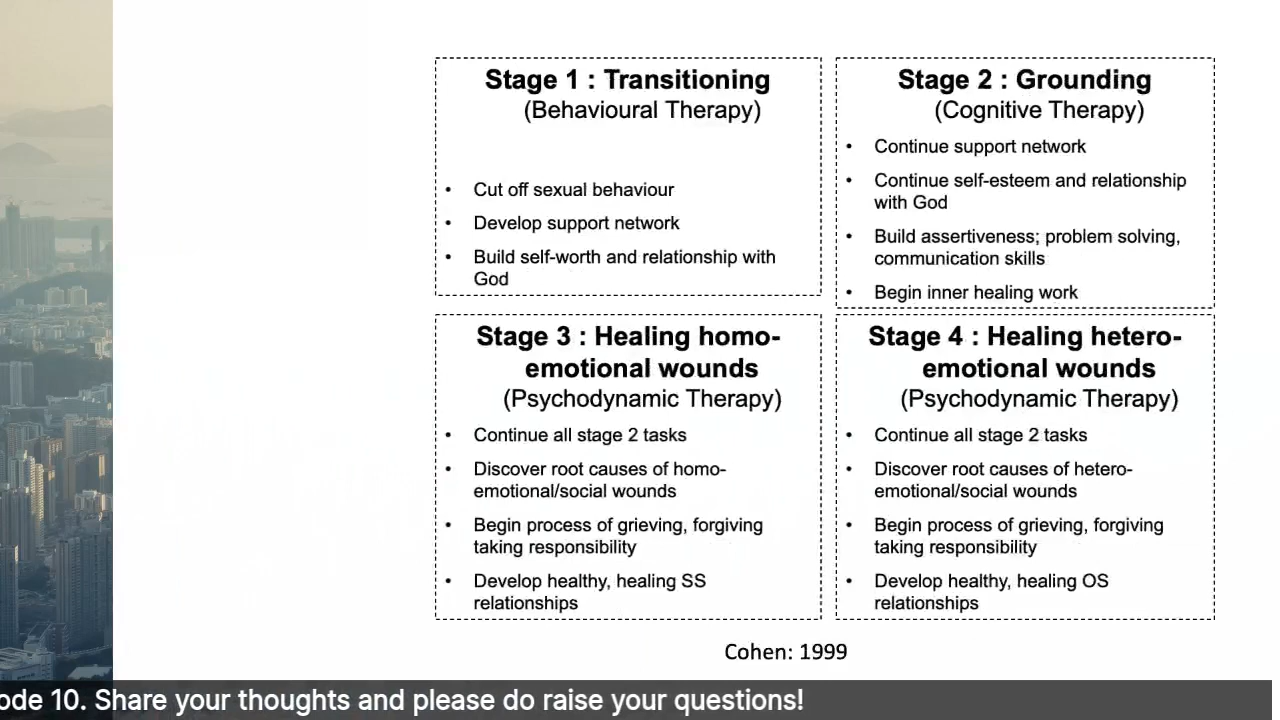 Stage 1 : Transitioning
(Behavioural Therapy)
• Cut off sexual behaviour
• Develop support network
• Build self-worth and relationship with
God
Stage 2 : Grounding
(Cognitive Therapy)
• Continue support network
• Continue self-esteem and relationship
with God
• Build assertiveness; problem solving,
communication skills
• Begin inner healing work
Stage 3 : Healing homo-
emotional wounds
(Psychodynamic Therapy)
• Continue all stage 2 tasks
• Discover root causes of homo-
emotional/social wounds
• Begin process of grieving, forgiving
taking responsibility
• Develop healthy, healing SS
relationships
Stage 4 : Healing hetero-
emotional wounds
(Psychodynamic Therapy)
• Continue all stage 2 tasks
• Discover root causes of hetero-
emotional/social wounds
• Begin process of grieving, forgiving
taking responsibility
• Develop healthy, healing OS
relationships
Cohen: 1999
ode 10. Share your thoughts and please do raise your questions!